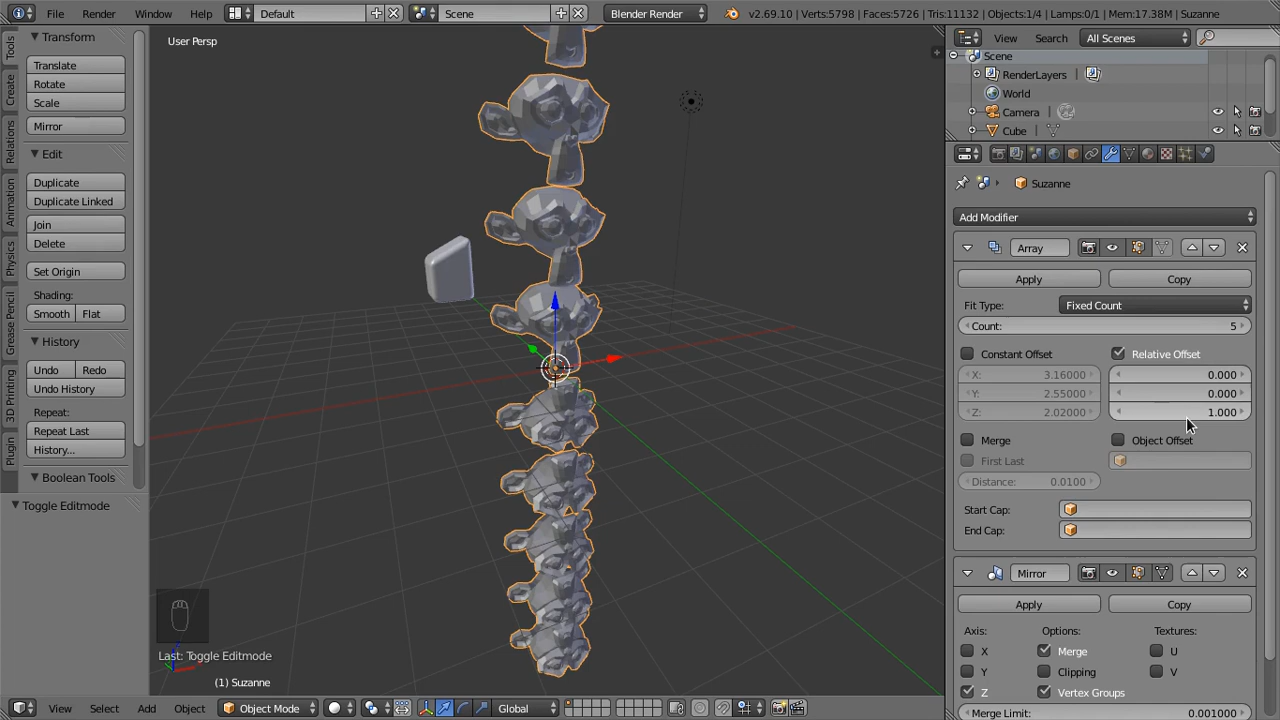 File Render Window Help Default Scene Blender Render v2.69.10 | Verts:5798 | Faces:5726 | Tris:11132 | Objects:1/4 | Lamps:0/1 | Mem:17.38M | Suzanne
Tools
Create
Relations
Animation
Physics
Grease Pencil
3D Printing
Plugin
Transform
Translate
Rotate
Scale
Mirror
Edit
Duplicate
Duplicate Linked
Join
Delete
Set Origin
Shading:
Smooth Flat
History
Undo Redo
Undo History
Repeat:
Repeat Last
History...
Boolean Tools
Toggle Editmode
User Persp
Last: Toggle Editmode
(1) Suzanne
View Select Add Object Object Mode Global
View Search All Scenes
Scene
RenderLayers
World
Camera
Cube
Suzanne
Add Modifier
Array
Apply Copy
Fit Type: Fixed Count
Count: 5
Constant Offset Relative Offset
X: 3.16000 0.000
Y: 2.55000 0.000
Z: 2.02000 1.000
Merge Object Offset
First Last
Distance: 0.0100
Start Cap:
End Cap:
Mirror
Apply Copy
Axis: Options: Textures:
X Merge U
Y Clipping V
Z Vertex Groups
Merge Limit: 0.001000